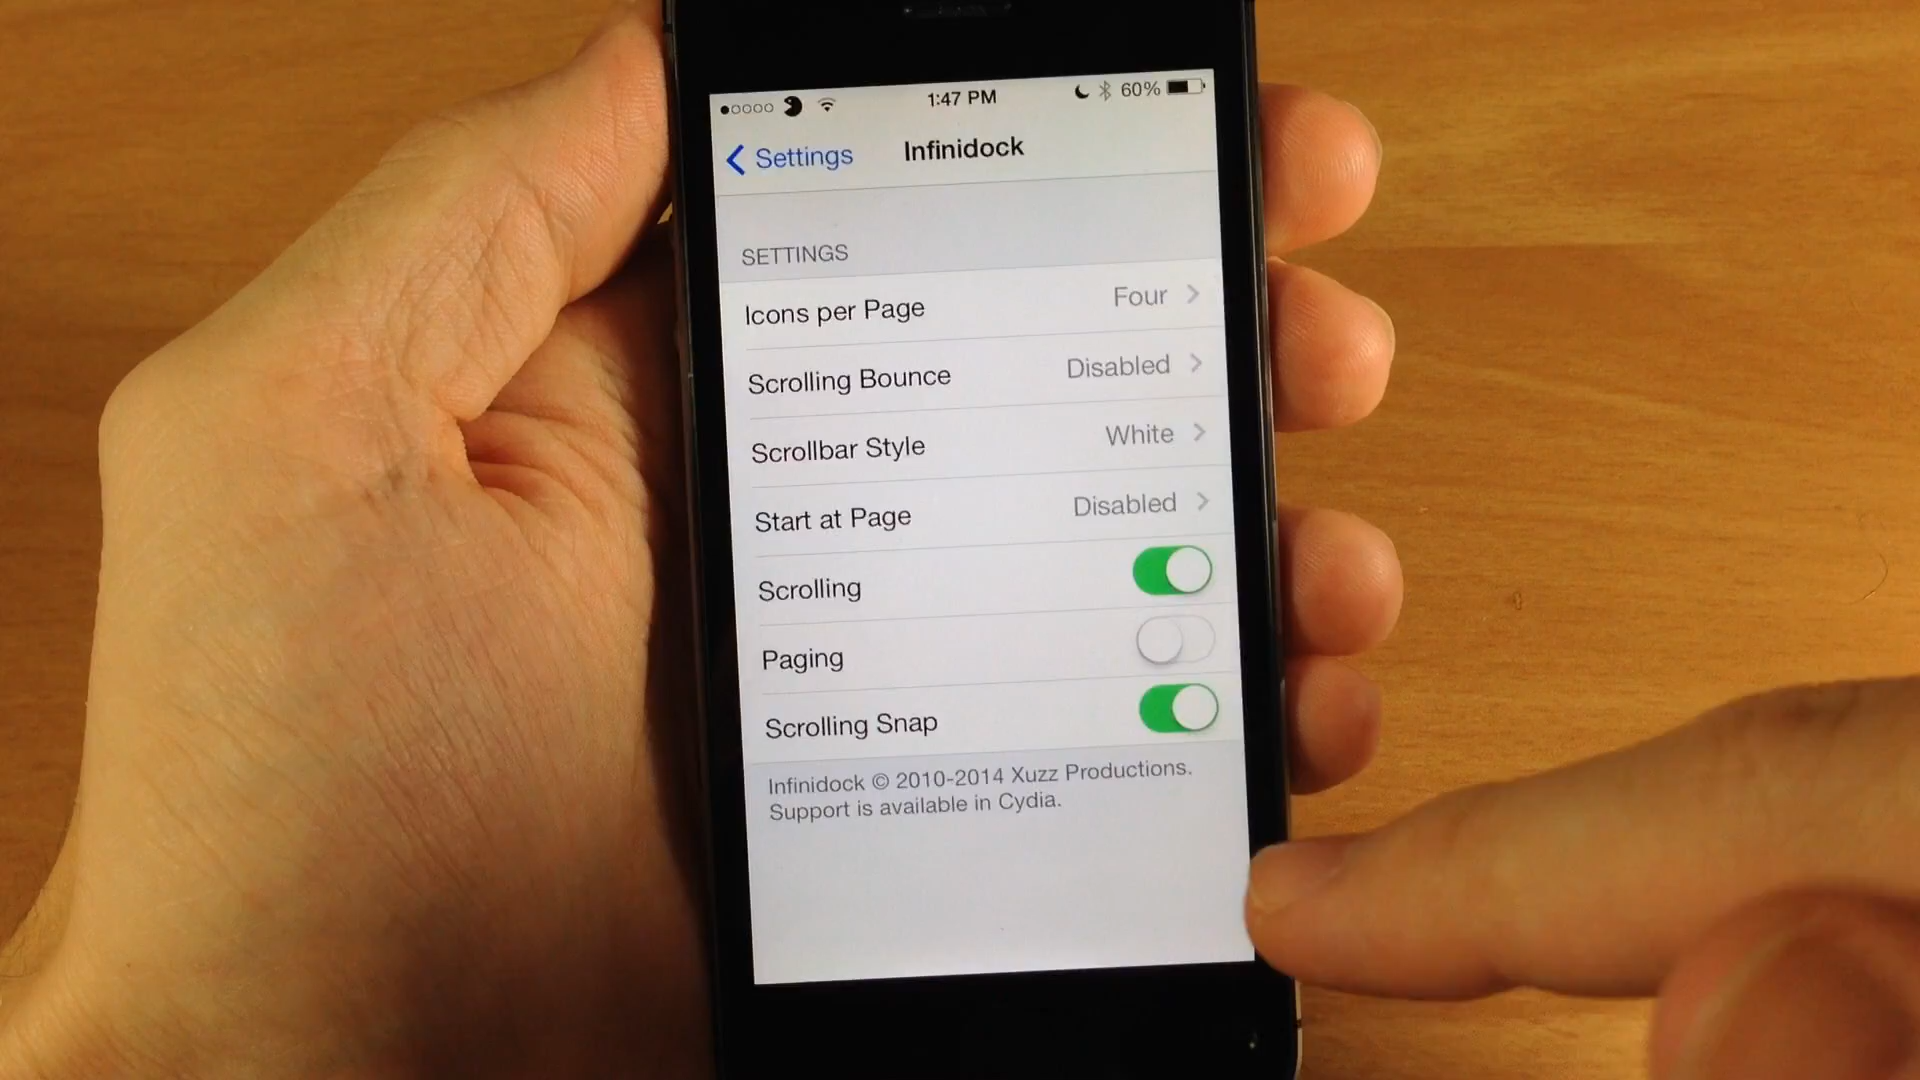 1:47 PM 60%
Settings Infinidock
SETTINGS
Icons per Page Four
Scrolling Bounce Disabled
Scrollbar Style White
Start at Page Disabled
Scrolling
Paging
Scrolling Snap
Infinidock © 2010-2014 Xuzz Productions.
Support is available in Cydia.